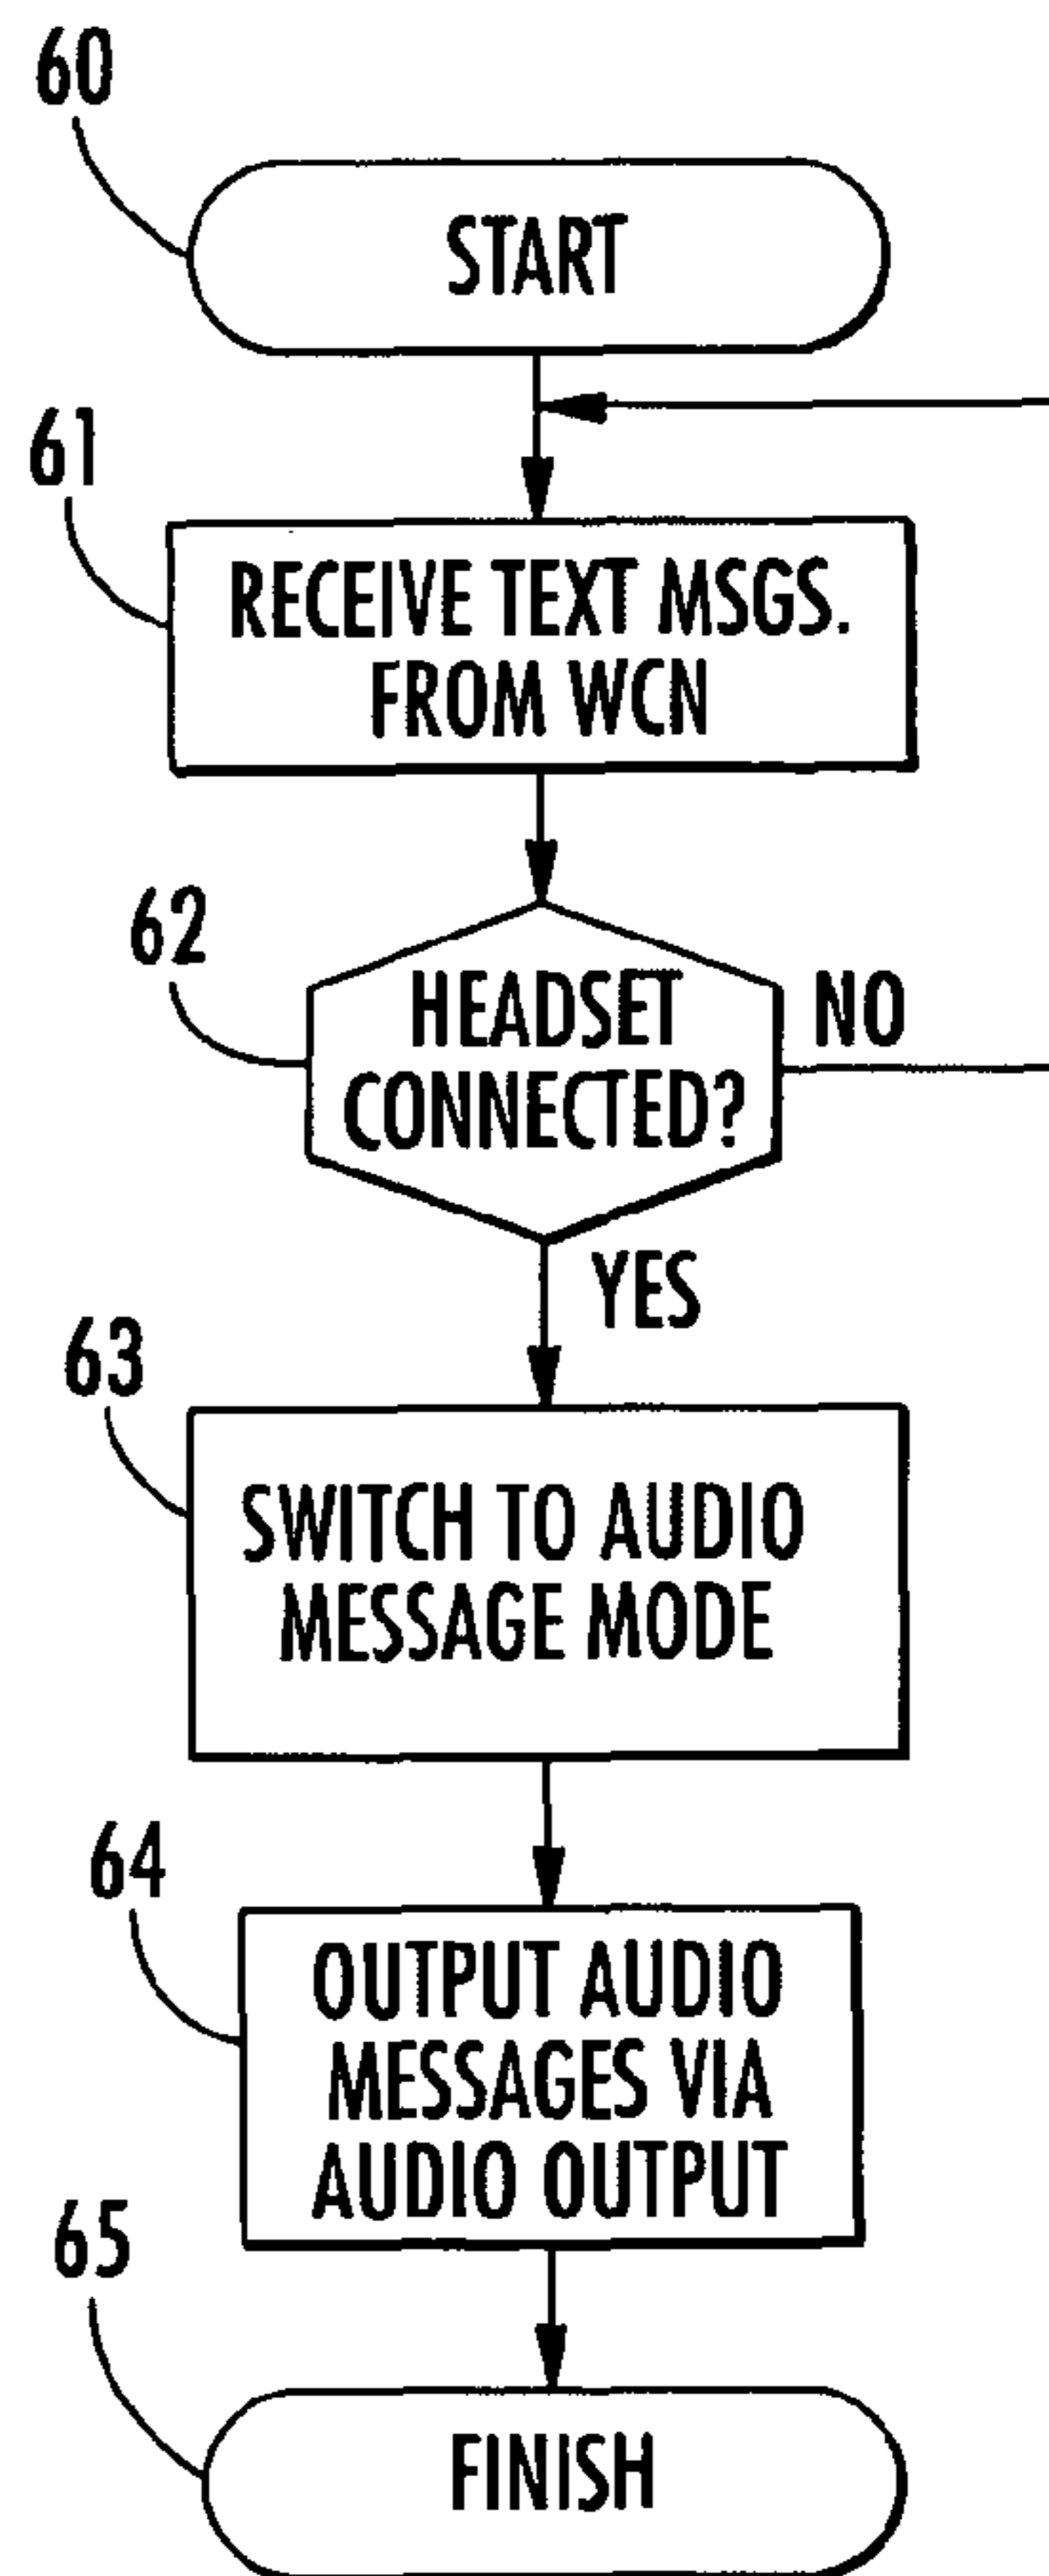 60
START
61
RECEIVE TEXT MSGS.
FROM WCN
62
HEADSET
CONNECTED?
NO
YES
63
SWITCH TO AUDIO
MESSAGE MODE
64
OUTPUT AUDIO
MESSAGES VIA
AUDIO OUTPUT
65
FINISH